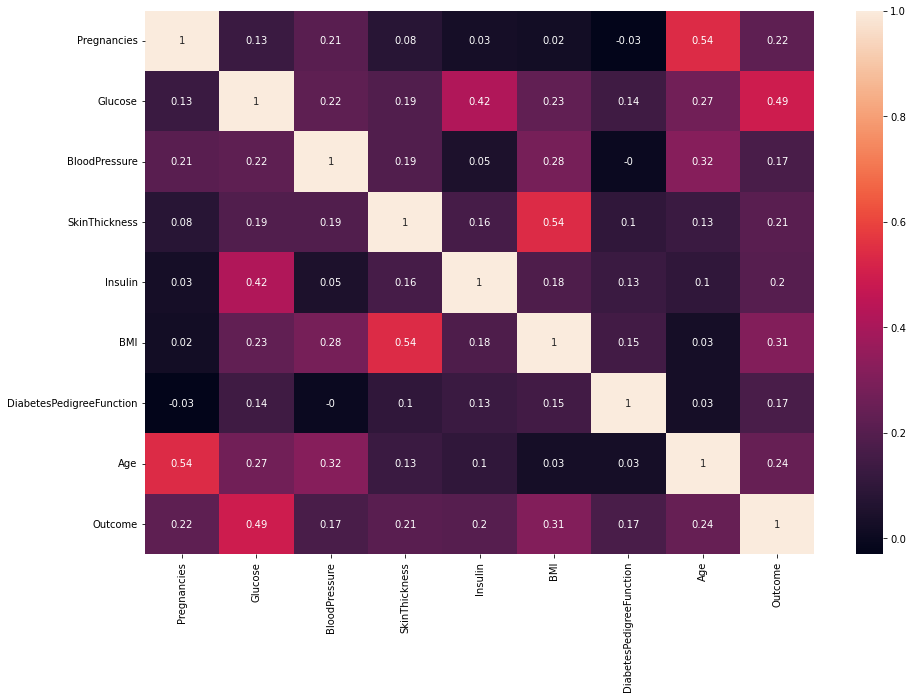 Pregnancies 1 0.13 0.21 0.08 0.03 0.02 -0.03 0.54 0.22
Glucose 0.13 1 0.22 0.19 0.42 0.23 0.14 0.27 0.49
BloodPressure 0.21 0.22 1 0.19 0.05 0.28 -0 0.32 0.17
SkinThickness 0.08 0.19 0.19 1 0.16 0.54 0.1 0.13 0.21
Insulin 0.03 0.42 0.05 0.16 1 0.18 0.13 0.1 0.2
BMI 0.02 0.23 0.28 0.54 0.18 1 0.15 0.03 0.31
DiabetesPedigreeFunction -0.03 0.14 -0 0.1 0.13 0.15 1 0.03 0.17
Age 0.54 0.27 0.32 0.13 0.1 0.03 0.03 1 0.24
Outcome 0.22 0.49 0.17 0.21 0.2 0.31 0.17 0.24 1
Pregnancies
Glucose
BloodPressure
SkinThickness
Insulin
BMI
DiabetesPedigreeFunction
Age
Outcome
1.0
0.8
0.6
0.4
0.2
0.0